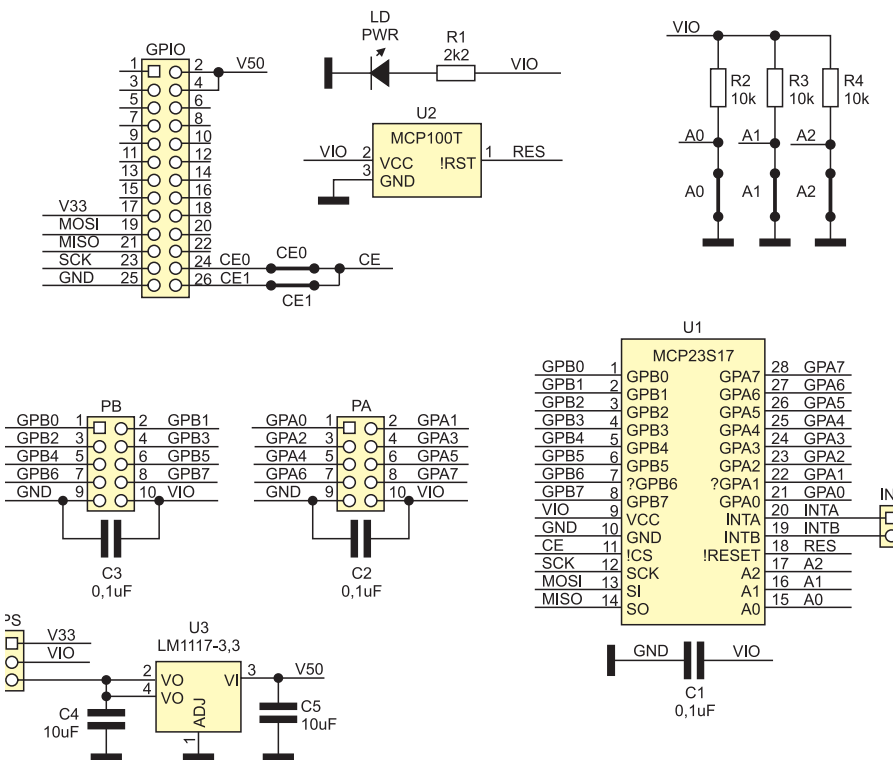 LD
PWR
R1
2k2
VIO
GPIO
1 2 V50
3 4
5 6
7 8
9 10
11 12
13 14
15 16
V33 17 18
MOSI 19 20
MISO 21 22
SCK 23 24 CE0 CE0 CE
GND 25 26 CE1
CE1
U2
MCP100T
VIO 2 VCC !RST 1 RES
3 GND
VIO
R2
10k
R3
10k
R4
10k
A0 A1 A2
A0 A1 A2
PB
GPB0 1 2 GPB1
GPB2 3 4 GPB3
GPB4 5 6 GPB5
GPB6 7 8 GPB7
GND 9 10 VIO
C3
0,1uF
PA
GPA0 1 2 GPA1
GPA2 3 4 GPA3
GPA4 5 6 GPA5
GPA6 7 8 GPA7
GND 9 10 VIO
C2
0,1uF
U1
MCP23S17
GPB0 1 GPB0 GPA7 28 GPA7
GPB1 2 GPB1 GPA6 27 GPA6
GPB2 3 GPB2 GPA5 26 GPA5
GPB3 4 GPB3 GPA4 25 GPA4
GPB4 5 GPB4 GPA3 24 GPA3
GPB5 6 GPB5 GPA2 23 GPA2
GPB6 7 ?GPB6 ?GPA1 22 GPA1
GPB7 8 GPB7 GPA0 21 GPA0
VIO 9 VCC INTA 20 INTA
GND 10 GND INTB 19 INTB
CE 11 !CS !RESET 18 RES
SCK 12 SCK A2 17 A2
MOSI 13 SI A1 16 A1
MISO 14 SO A0 15 A0
IN
GND VIO
C1
0,1uF
PS
V33
VIO
U3
LM1117-3,3
2 VO VI 3 V50
4 VO
ADJ
1
C4
10uF
C5
10uF